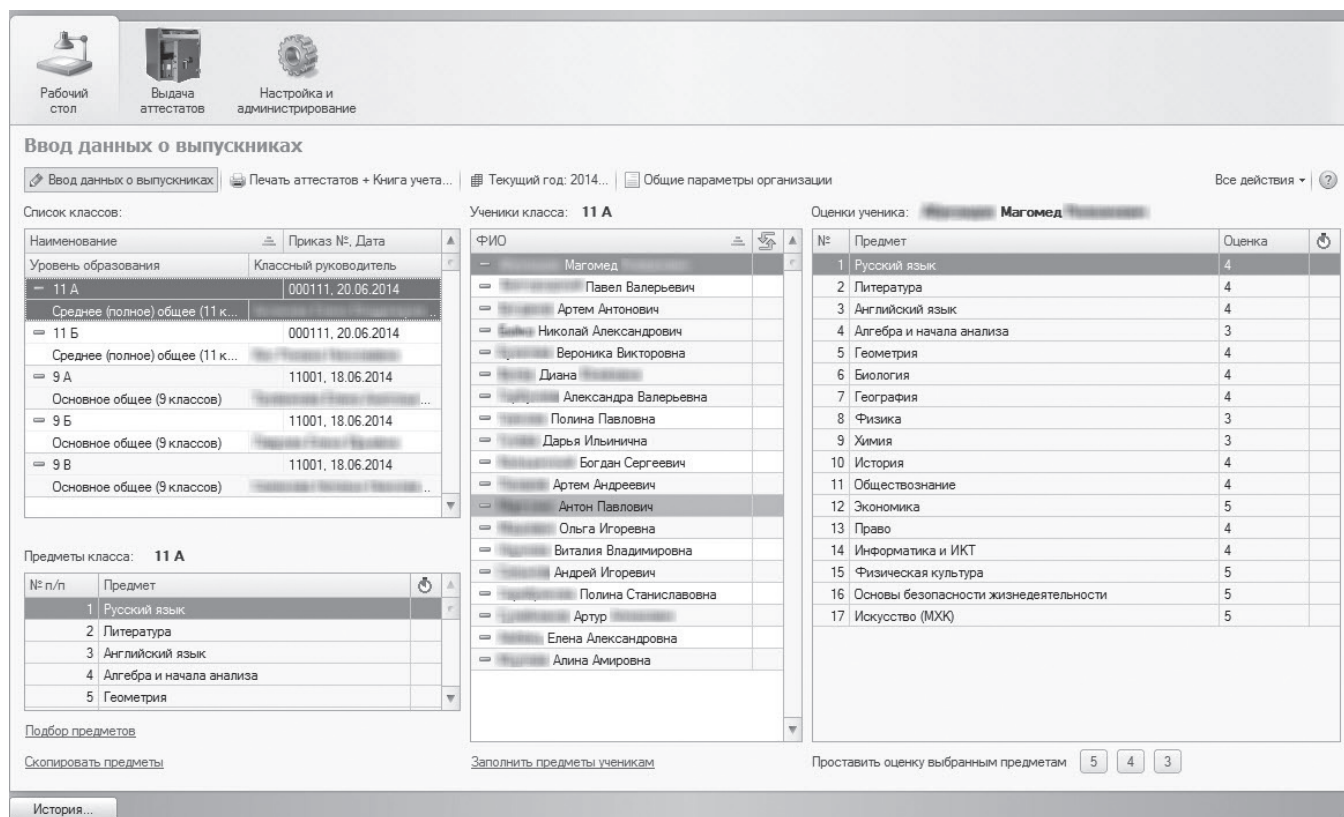 Рабочий стол
Выдача аттестатов
Настройка и администрирование
Ввод данных о выпускниках
Ввод данных о выпускниках Печать аттестатов + Книга учета... Текущий год: 2014... Общие параметры организации Все действия
Список классов:
Наименование Приказ №, Дата
Уровень образования Классный руководитель
11 А 000111, 20.06.2014
Среднее (полное) общее (11 к...
11 Б 000111, 20.06.2014
Среднее (полное) общее (11 к...
9 А 11001, 18.06.2014
Основное общее (9 классов)
9 Б 11001, 18.06.2014
Основное общее (9 классов)
9 В 11001, 18.06.2014
Основное общее (9 классов)
Предметы класса: 11 А
№ п/п Предмет
1 Русский язык
2 Литература
3 Английский язык
4 Алгебра и начала анализа
5 Геометрия
Подбор предметов
Скопировать предметы
Ученики класса: 11 А
ФИО
Магомед
Павел Валерьевич
Артем Антонович
Николай Александрович
Вероника Викторовна
Диана
Александра Валерьевна
Полина Павловна
Дарья Ильинична
Богдан Сергеевич
Артем Андреевич
Антон Павлович
Ольга Игоревна
Виталия Владимировна
Андрей Игоревич
Полина Станиславовна
Артур
Елена Александровна
Алина Амировна
Заполнить предметы ученикам
Оценки ученика: Магомед
№ Предмет Оценка
1 Русский язык 4
2 Литература 4
3 Английский язык 4
4 Алгебра и начала анализа 3
5 Геометрия 4
6 Биология 4
7 География 4
8 Физика 3
9 Химия 3
10 История 4
11 Обществознание 4
12 Экономика 5
13 Право 4
14 Информатика и ИКТ 4
15 Физическая культура 5
16 Основы безопасности жизнедеятельности 5
17 Искусство (МХК) 5
Проставить оценку выбранным предметам 5 4 3
История...